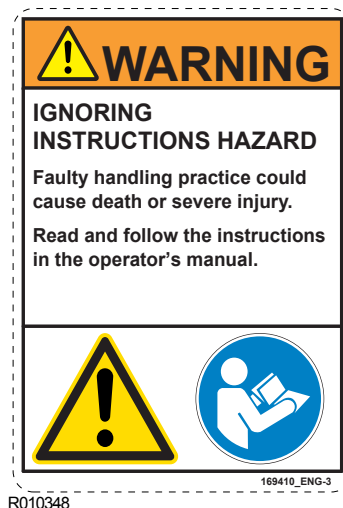 WARNING
IGNORING
INSTRUCTIONS HAZARD
Faulty handling practice could
cause death or severe injury.
Read and follow the instructions
in the operator's manual.
169410_ENG-3
R010348